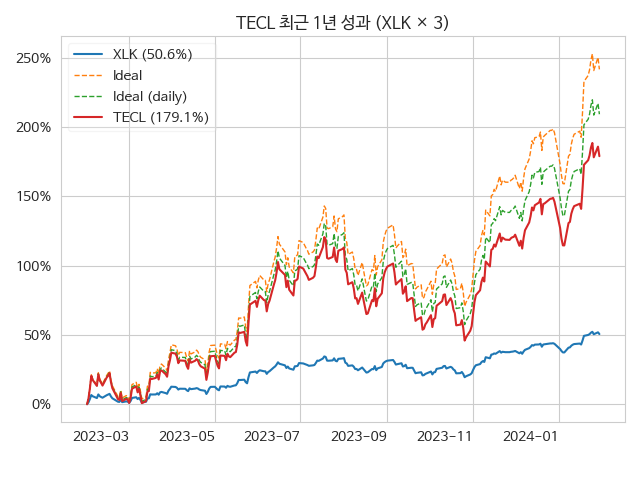 TECL 최근 1년 성과 (XLK × 3)
XLK (50.6%)
Ideal
Ideal (daily)
TECL (179.1%)
250%
200%
150%
100%
50%
0%
2023−03 2023−05 2023−07 2023−09 2023−11 2024−01